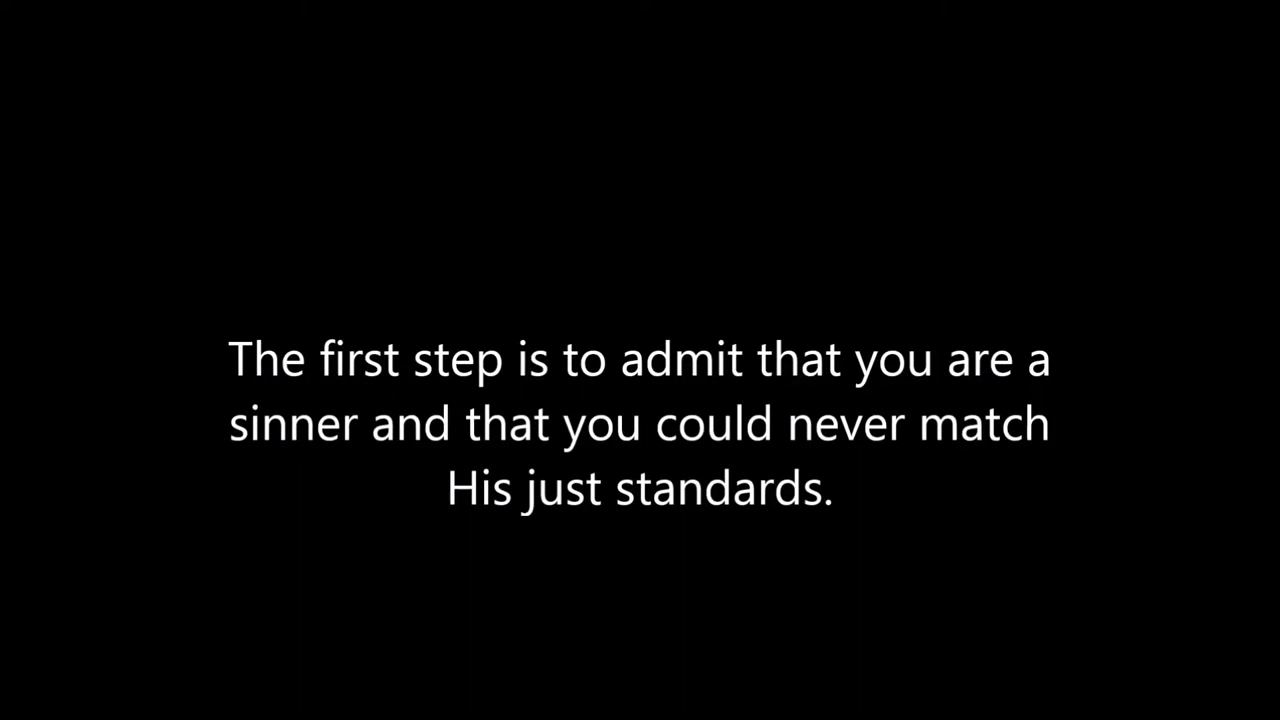 The first step is to admit that you are a
sinner and that you could never match
His just standards.